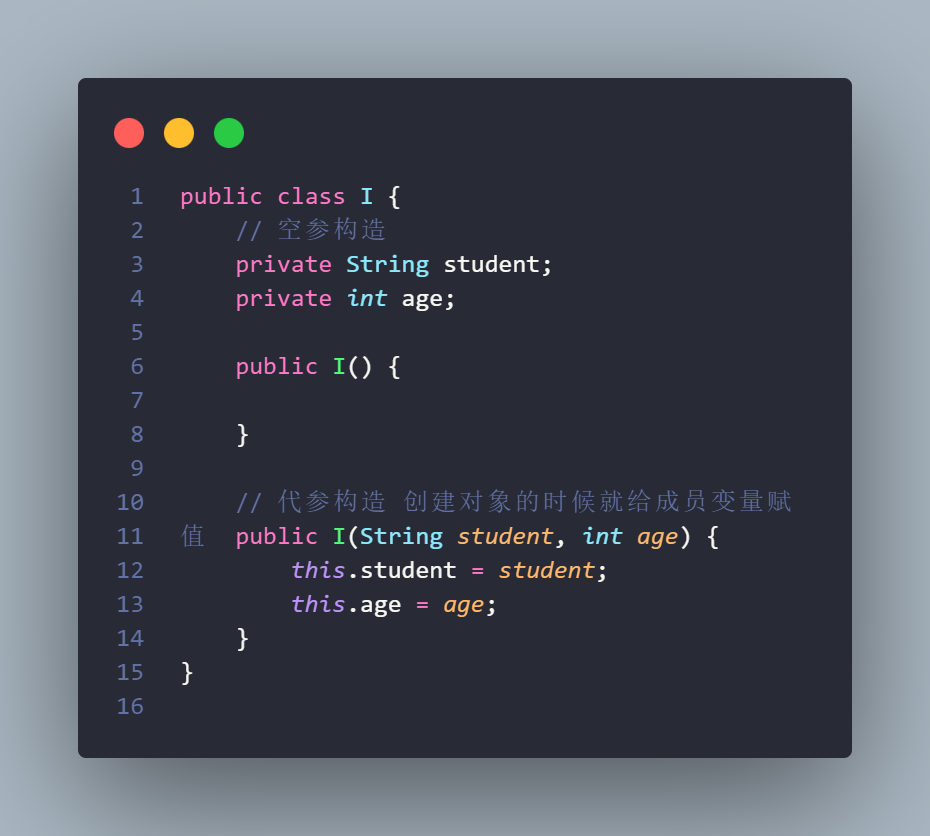 1 public class I {
2     // 空参构造
3     private String student;
4     private int age;
5
6     public I() {
7
8     }
9
10     // 代参构造 创建对象的时候就给成员变量赋
11 值  public I(String student, int age) {
12         this.student = student;
13         this.age = age;
14     }
15 }
16